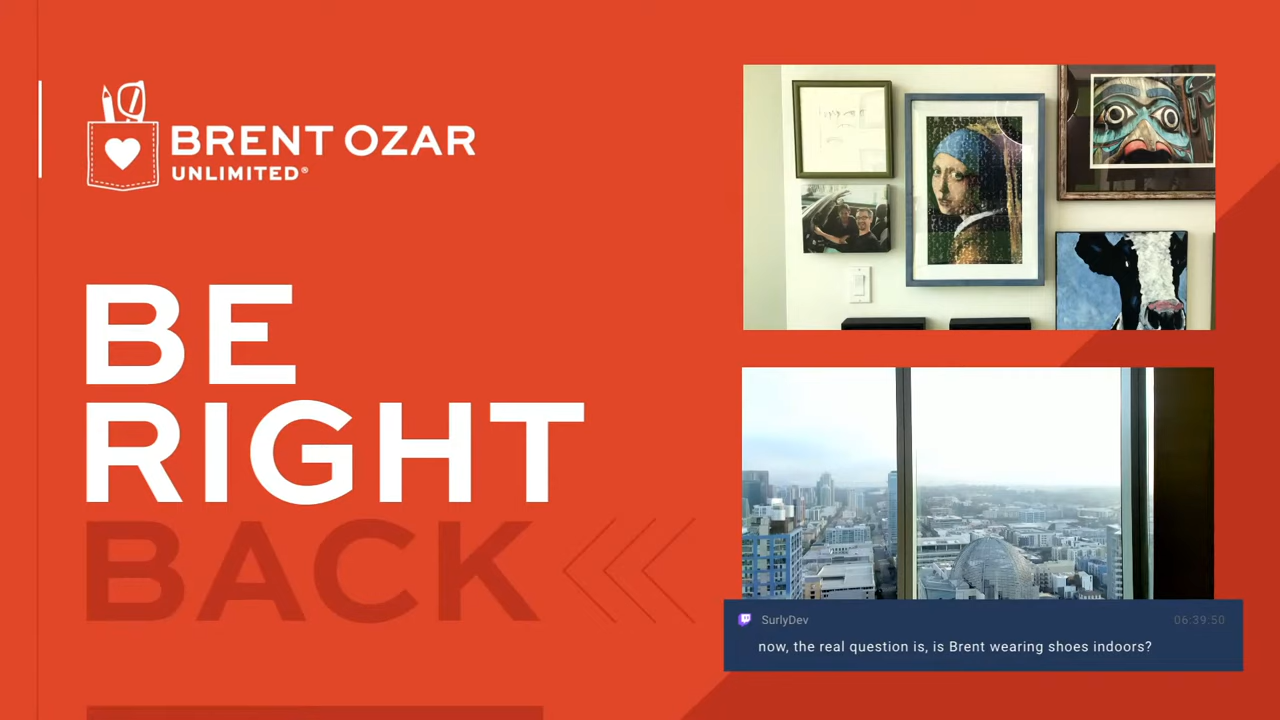 BRENT OZAR
UNLIMITED®
BE
RIGHT
BACK
SurlyDev
06:39:50
now, the real question is, is Brent wearing shoes indoors?